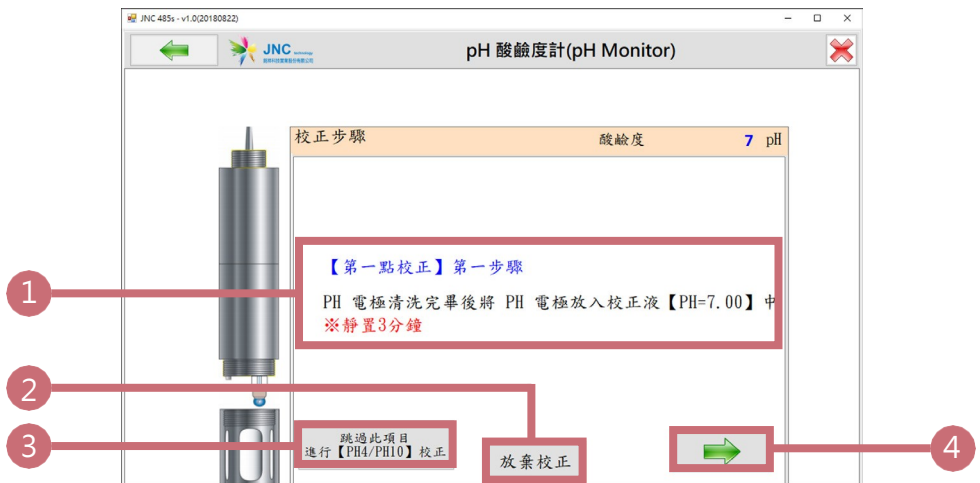 JNC 485s - v1.0(20180822)
JNC technology
pH 酸鹼度計(pH Monitor)
校正步驟 酸鹼度 7 pH
【第一點校正】第一步驟
PH 電極清洗完畢後將 PH 電極放入校正液【PH=7.00】中
※靜置3分鐘
1
2
3
跳過此項目
進行【PH4/PH10】校正
放棄校正
4